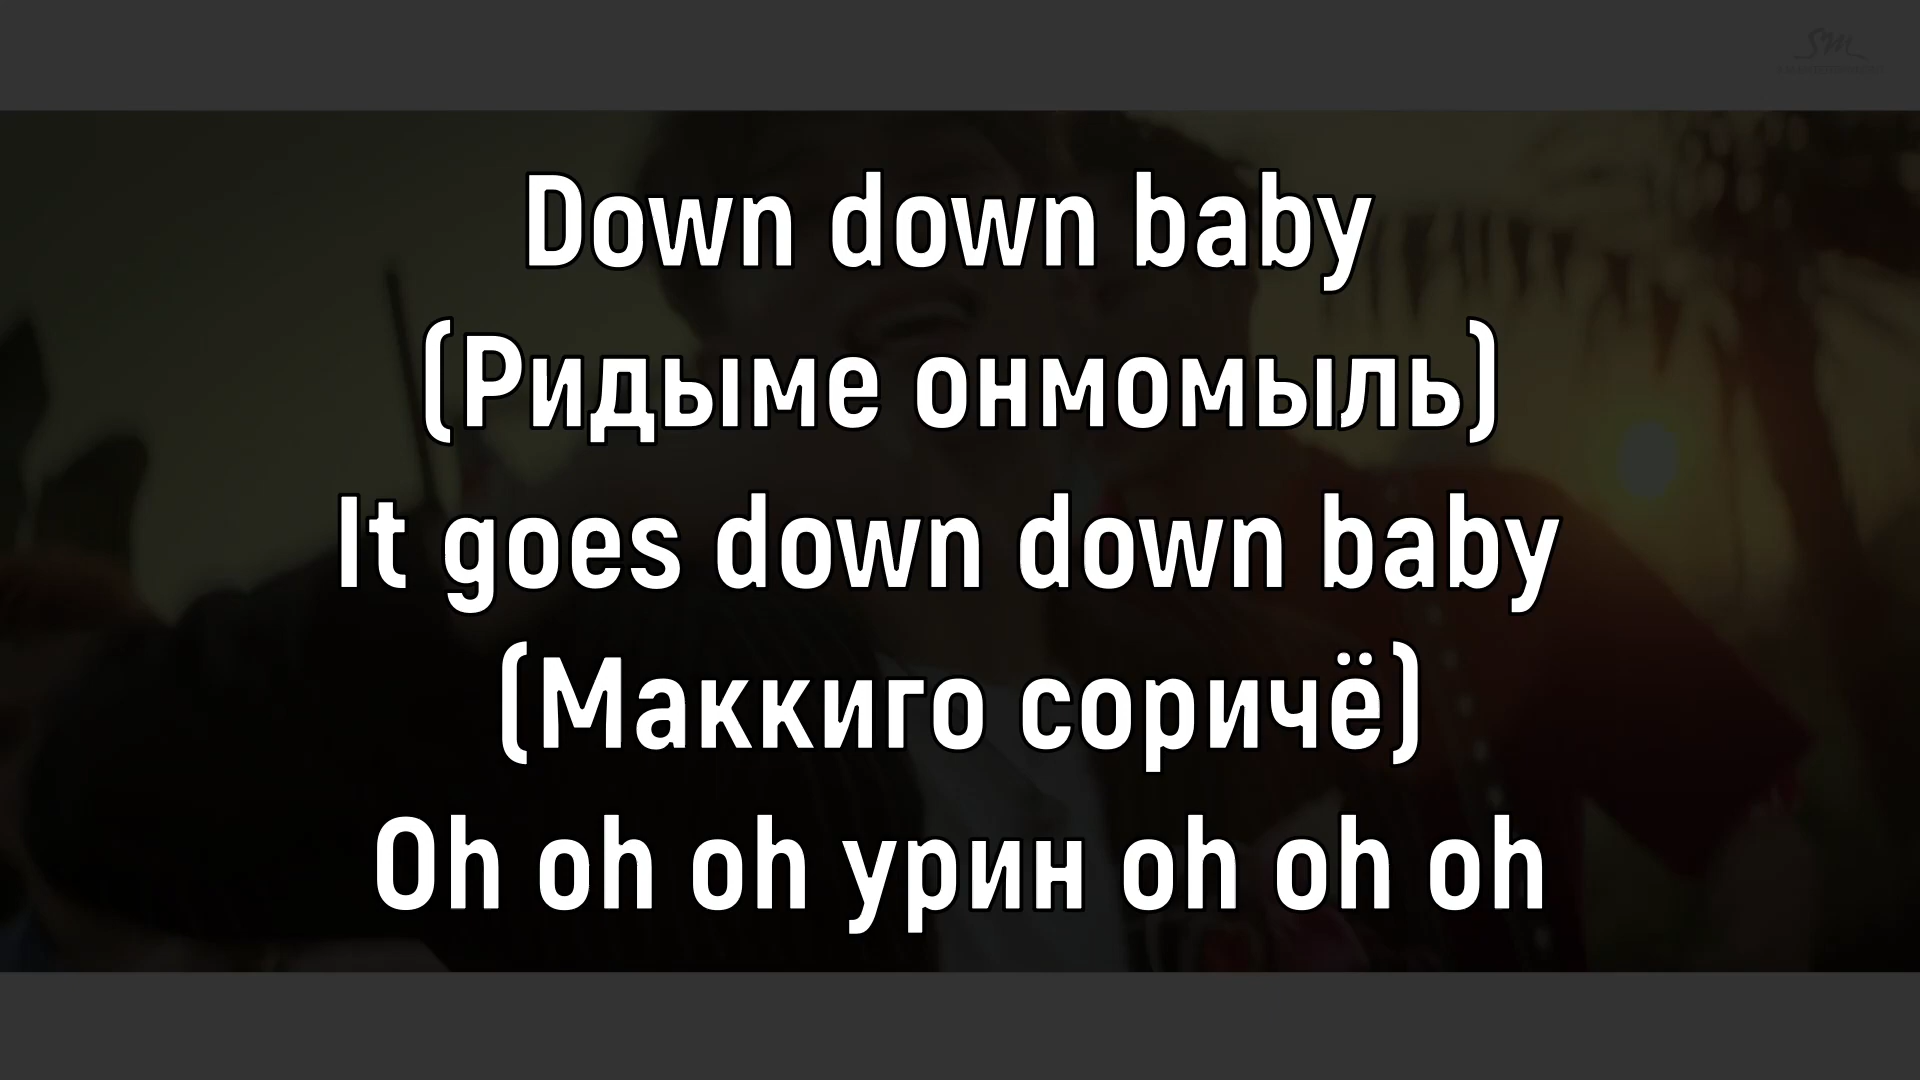 Down down baby
(Ридыме онмомыль)
It goes down down baby
(Маккиго соричё)
Oh oh oh урин oh oh oh